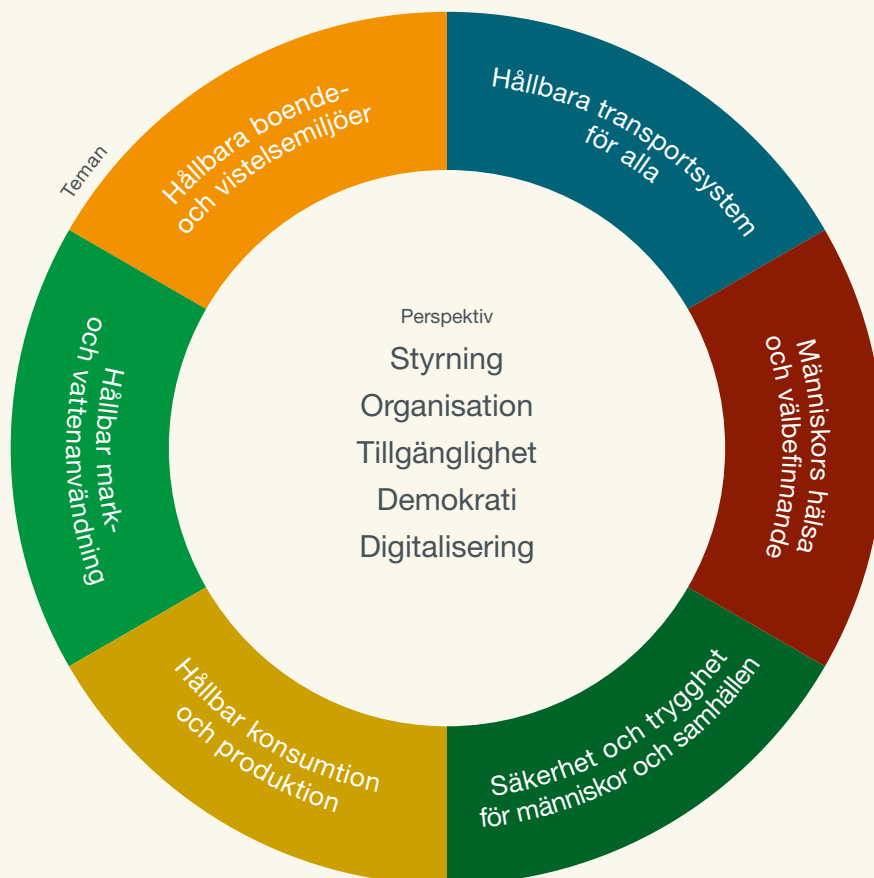 Teman
Hållbara boende-
och vistelsemiljöer
Hållbara transportsystem
för alla
Människors hälsa
och välbefinnande
Säkerhet och trygghet
för människor och samhällen
Hållbar konsumtion
och produktion
Hållbar mark-
och vattenanvändning
Perspektiv
Styrning
Organisation
Tillgänglighet
Demokrati
Digitalisering